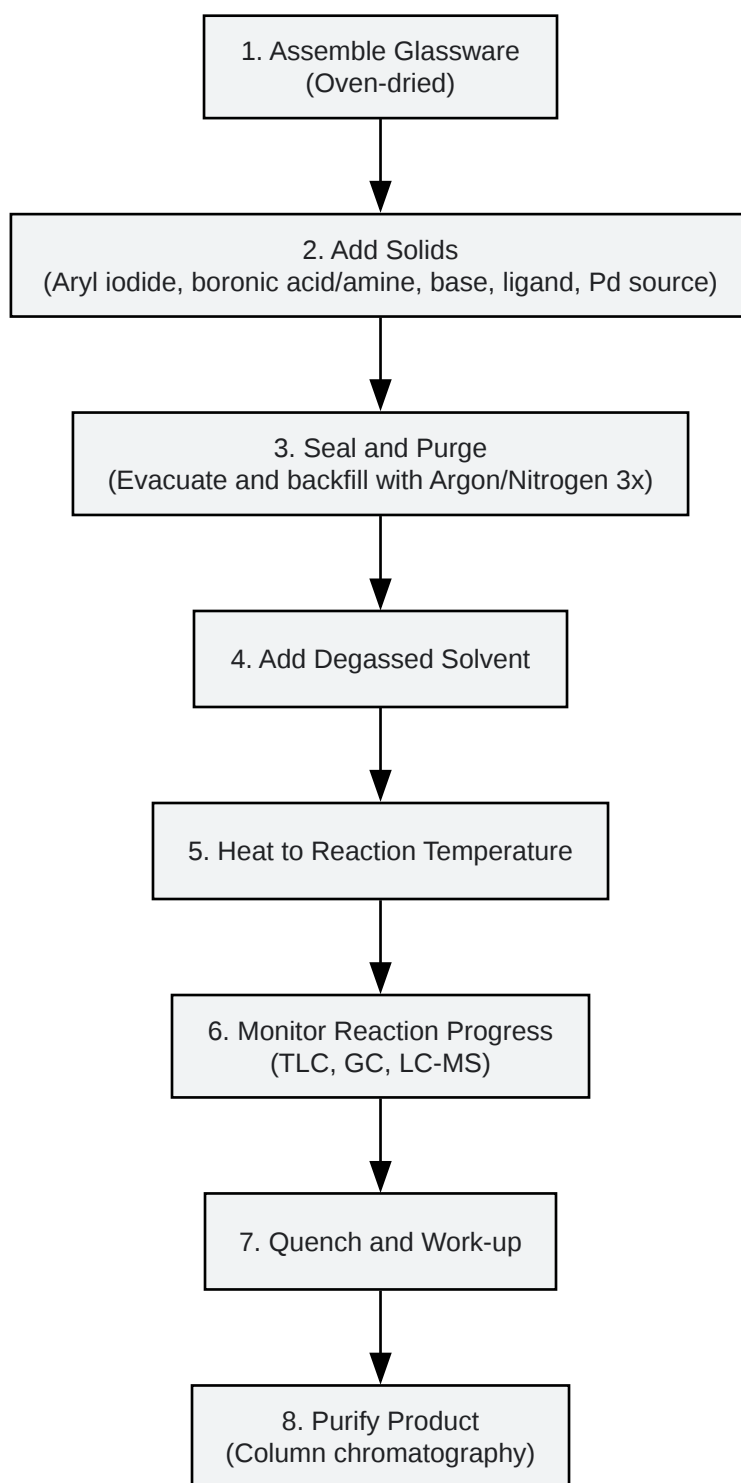 1. Assemble Glassware
(Oven-dried)
2. Add Solids
(Aryl iodide, boronic acid/amine, base, ligand, Pd source)
3. Seal and Purge
(Evacuate and backfill with Argon/Nitrogen 3x)
4. Add Degassed Solvent
5. Heat to Reaction Temperature
6. Monitor Reaction Progress
(TLC, GC, LC-MS)
7. Quench and Work-up
8. Purify Product
(Column chromatography)